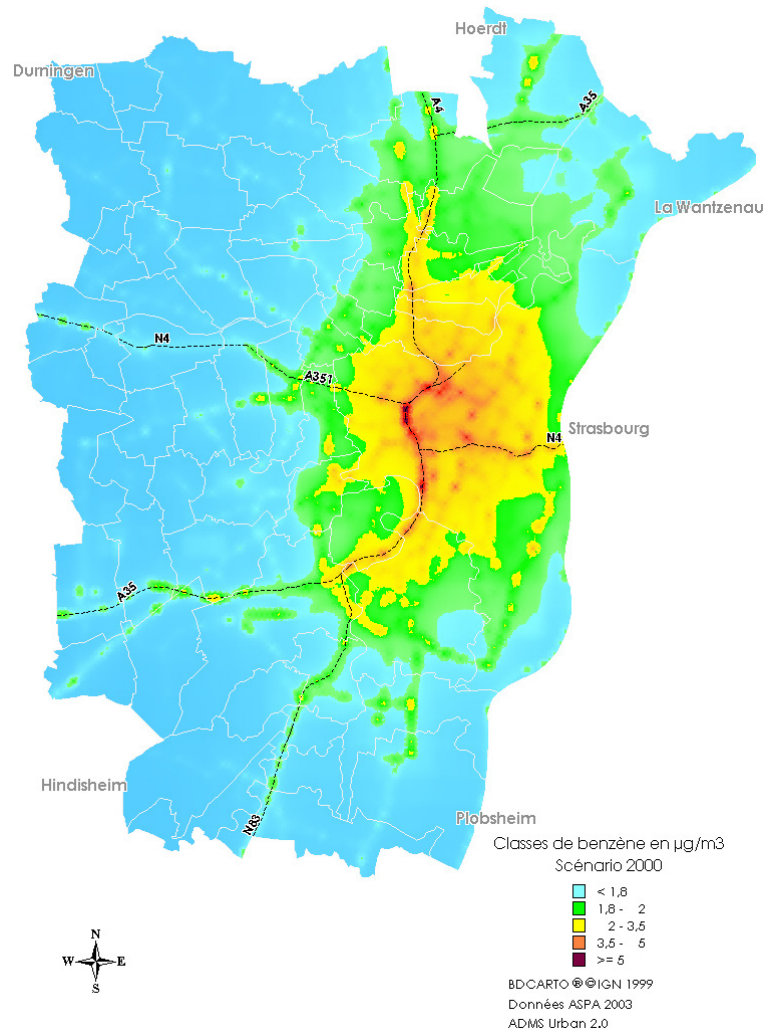 Hoerdt
Durningen
A4
A35
La Wantzenau
N4
A351
Strasbourg
N4
A35
Hindisheim
N83
Plobsheim
Classes de benzène en µg/m3
Scénario 2000
< 1,8
1,8 - 2
2 - 3,5
3,5 - 5
>= 5
N
W E
S
BDCARTO ® © IGN 1999
Données ASPA 2003
ADMS Urban 2.0